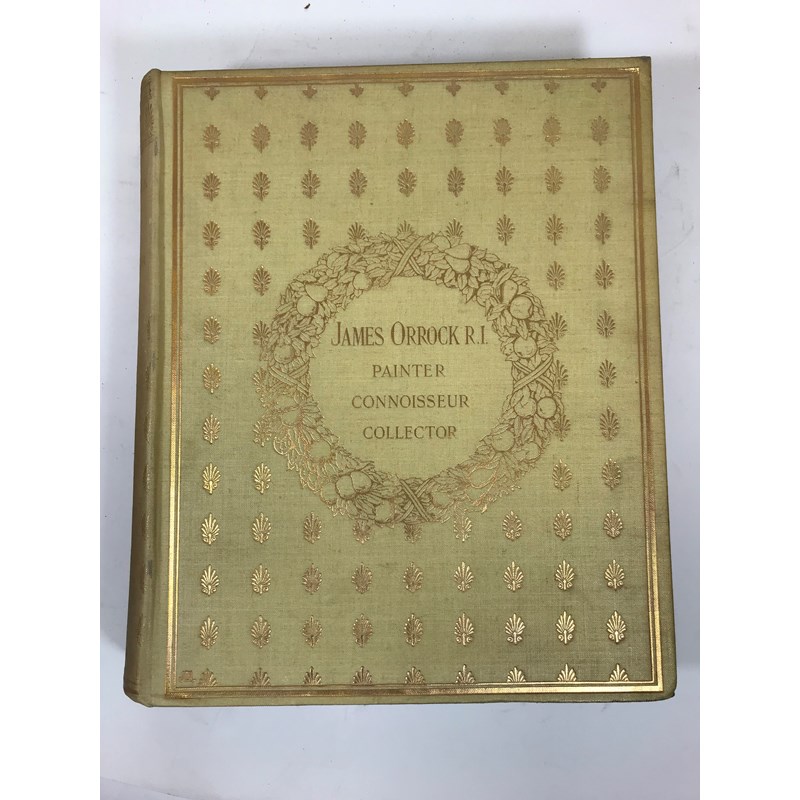 JAMES ORROCK R.I.
PAINTER
CONNOISSEUR
COLLECTOR